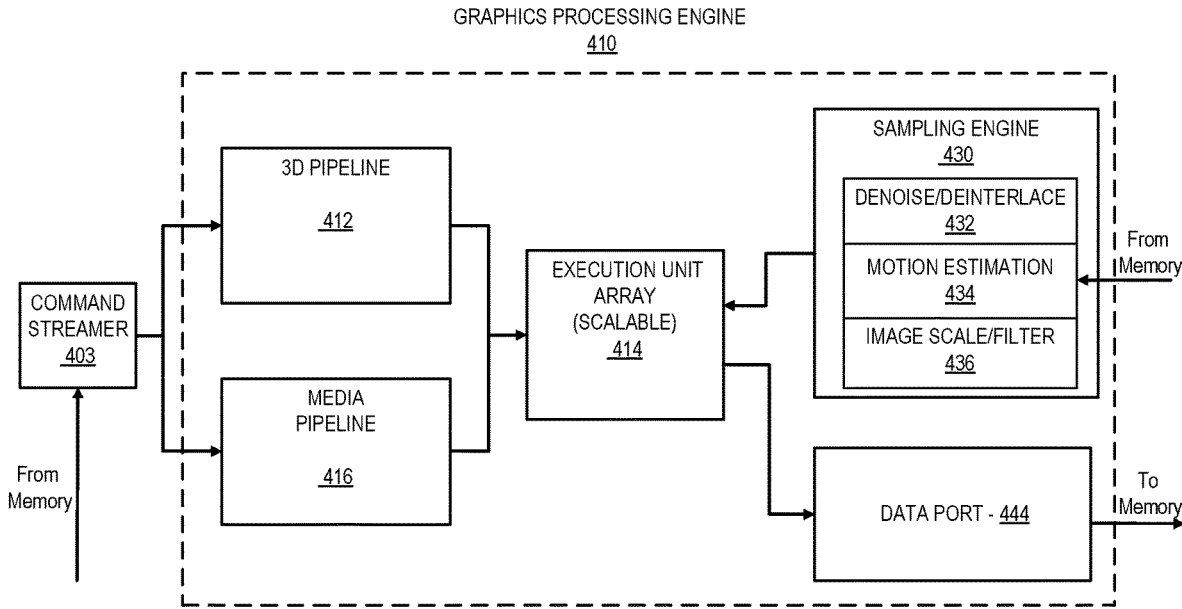 GRAPHICS PROCESSING ENGINE
410
COMMAND
STREAMER
403
From
Memory
3D PIPELINE
412
MEDIA
PIPELINE
416
EXECUTION UNIT
ARRAY
(SCALABLE)
414
SAMPLING ENGINE
430
DENOISE/DEINTERLACE
432
MOTION ESTIMATION
434
IMAGE SCALE/FILTER
436
From
Memory
DATA PORT - 444
To
Memory